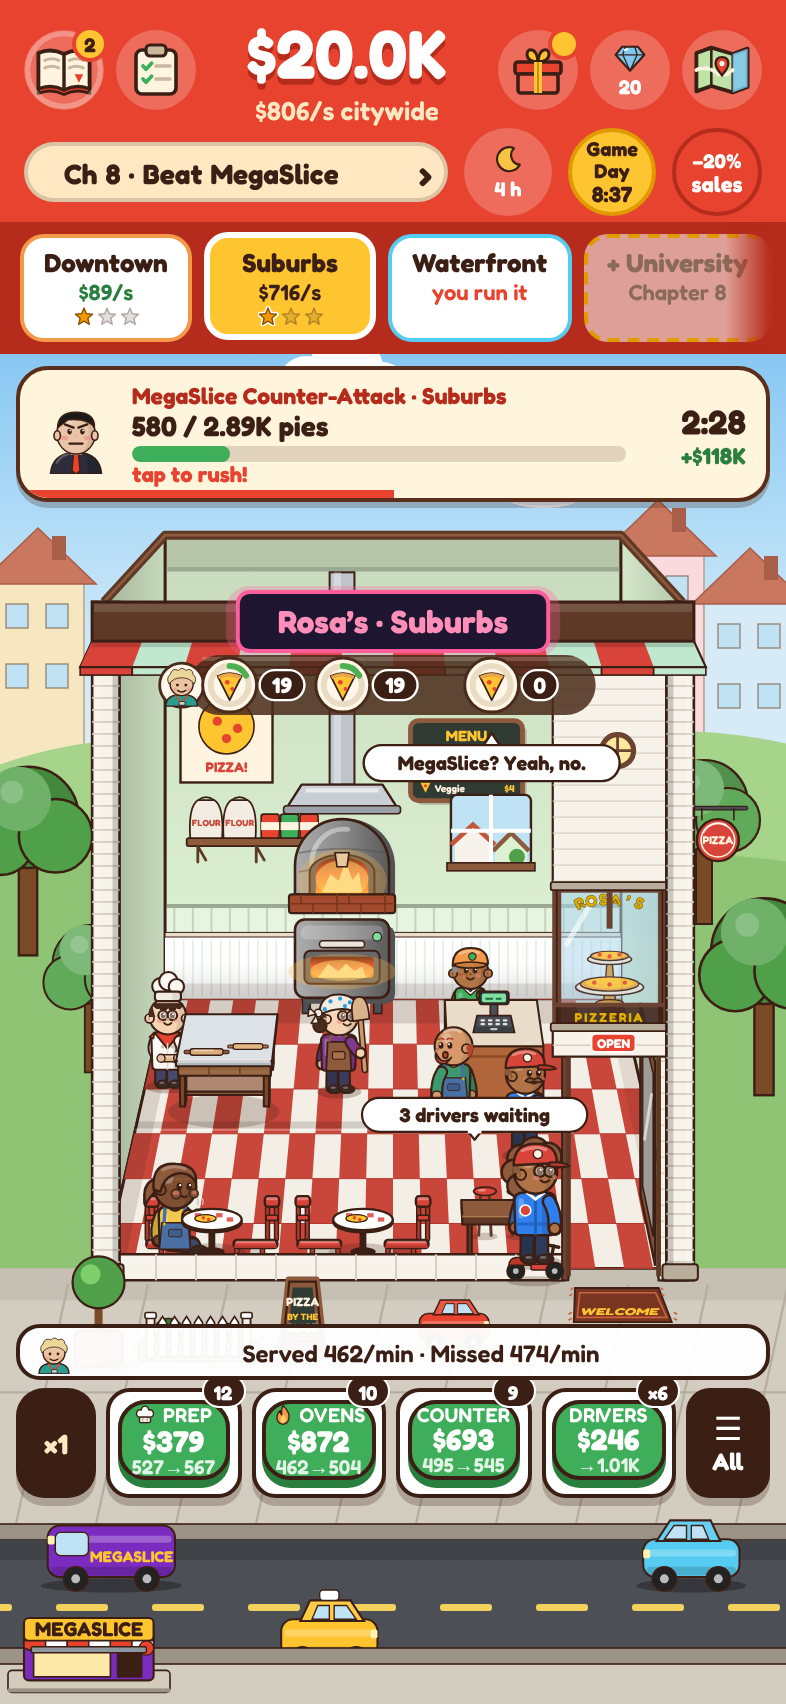 2
$20.0K
$806/s citywide
20
Ch 8 · Beat MegaSlice ›
4 h
Game
Day
8:37
−20%
sales
Downtown
$89/s
Suburbs
$716/s
Waterfront
you run it
+ University
Chapter 8
MegaSlice Counter-Attack · Suburbs
580 / 2.89K pies
tap to rush!
2:28
+$118K
Rosa's · Suburbs
19
19
0
PIZZA!
MENU
MegaSlice? Yeah, no.
Veggie $4
FLOUR
FLOUR
PIZZA
ROSA'S
PIZZERIA
OPEN
3 drivers waiting
PIZZA
BY THE
WELCOME
Served 462/min · Missed 474/min
x1
12
PREP
$379
527→567
10
OVENS
$872
462→504
9
COUNTER
$693
495→545
x6
DRIVERS
$246
→1.01K
All
MEGASLICE
MEGASLICE